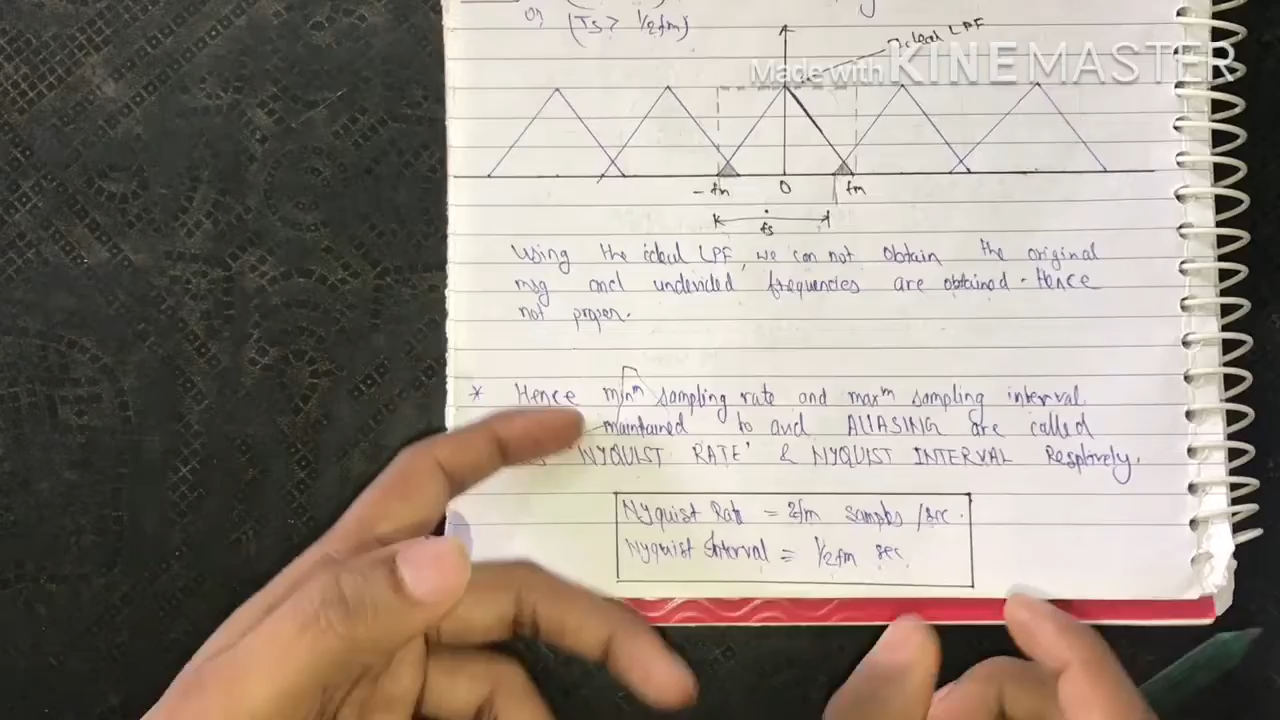 or (Ts > 1/2fm)
Ideal LPF
Made with KINEMASTER
- fm 0 fm
fs
Using the ideal LPF, we can not obtain the original
msg and undevided frequencies are obtained. Hence
not proper.
* Hence minᵐ sampling rate and maxᵐ sampling interval
maintained to avid ALIASING are called
NYQUIST RATE' & NYQUIST INTERVAL Resptively.
Nyquist Rate = 2fm samples /sec.
Nyquist Interval = 1/2fm sec